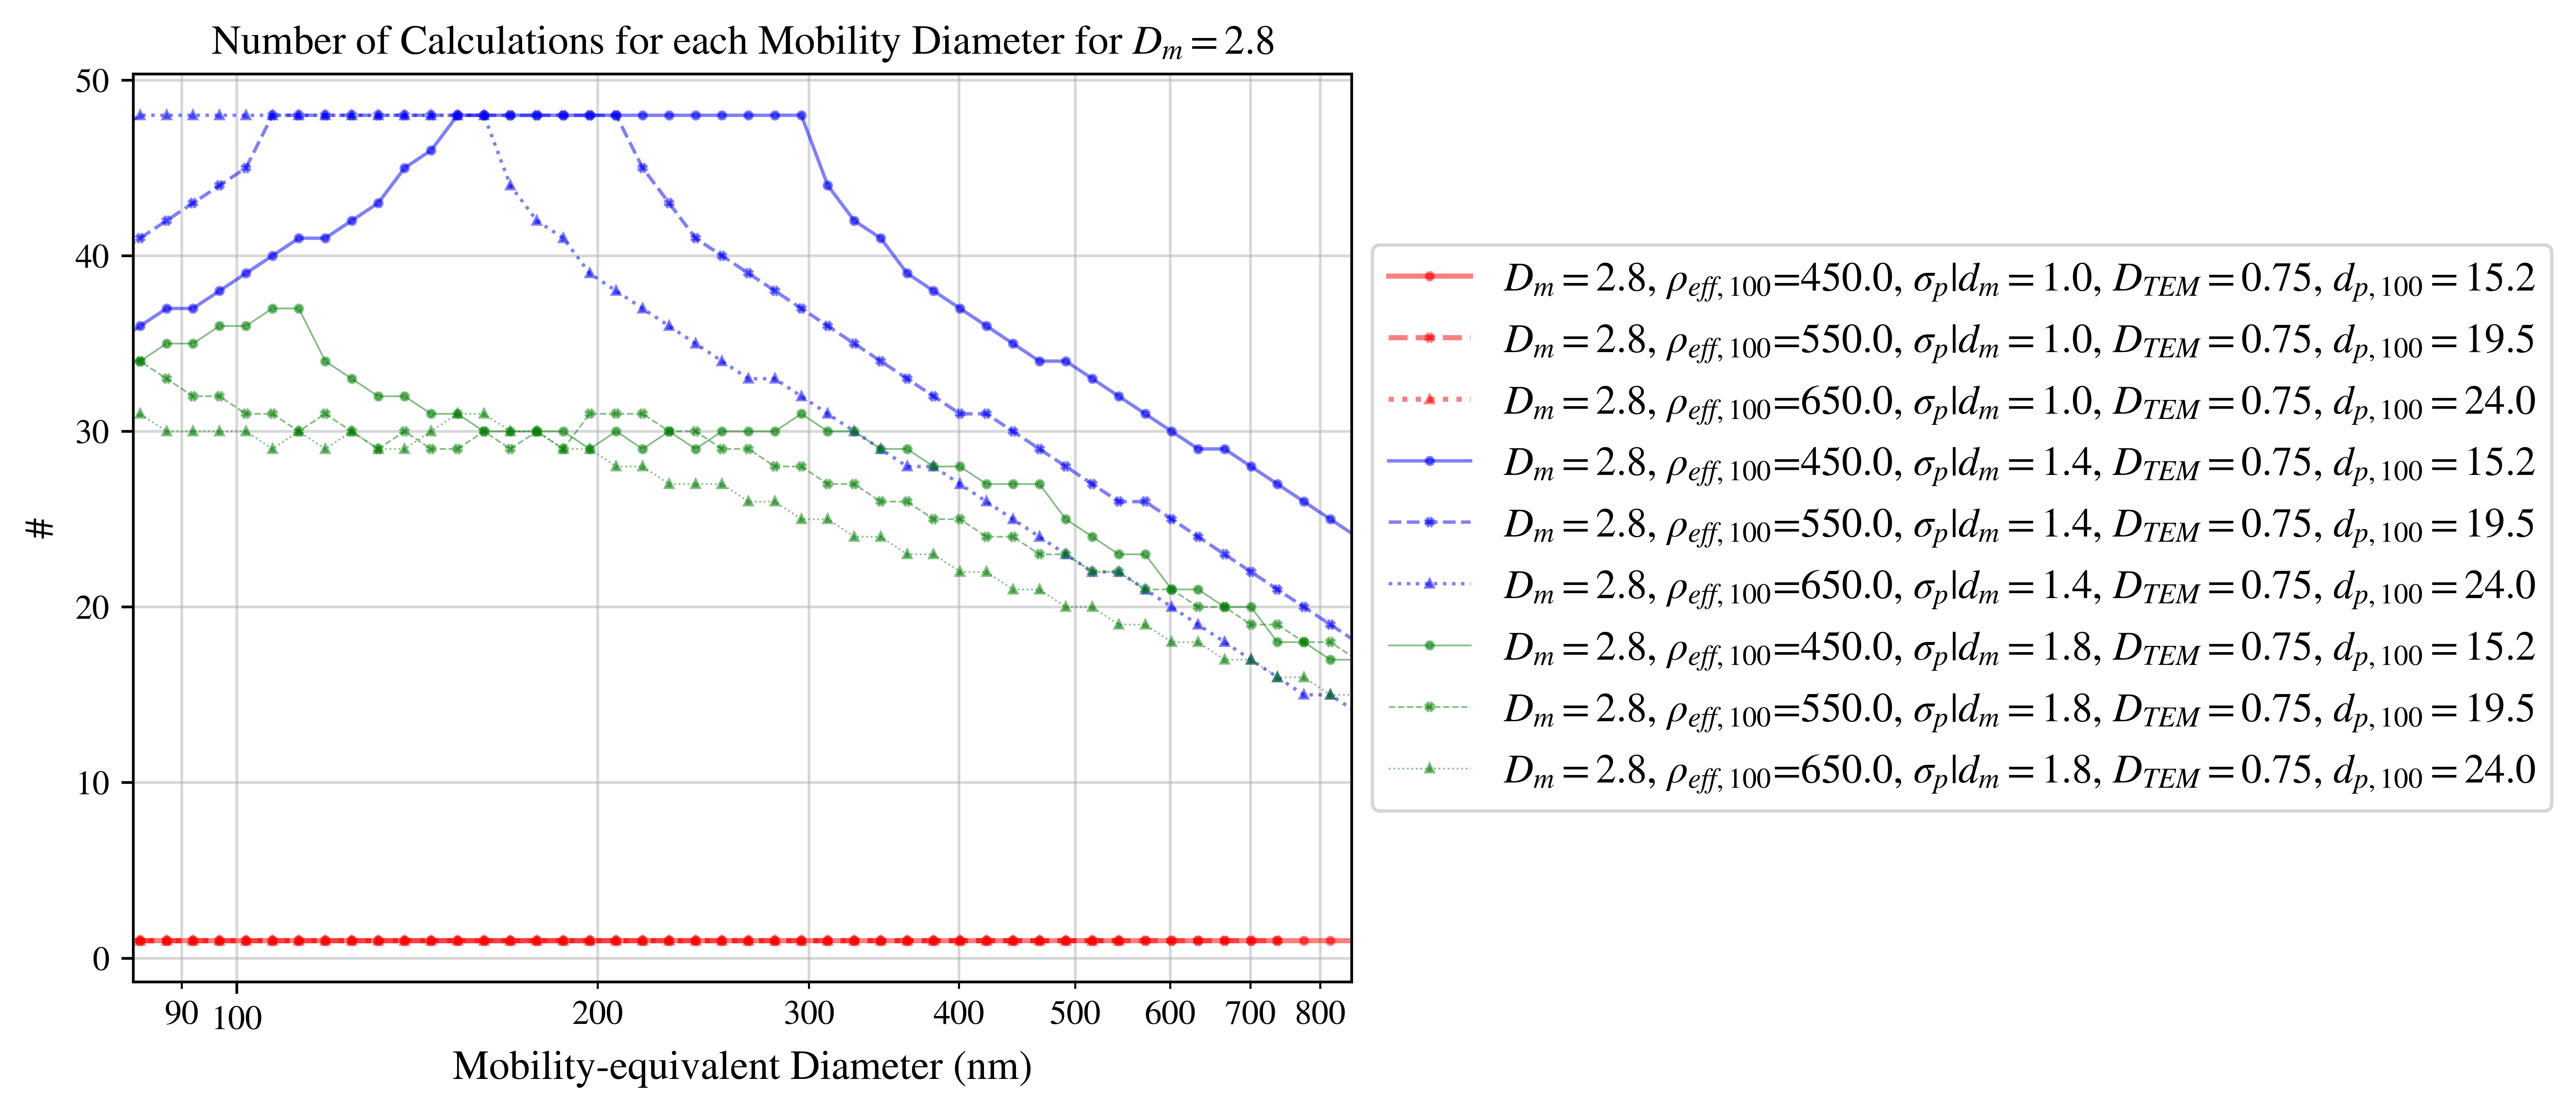 Number of Calculations for each Mobility Diameter for Dₘ = 2.8
50
40
30
20
10
0
#
90 100 200 300 400 500 600 700 800
Mobility-equivalent Diameter (nm)
D_m = 2.8, ρ_eff,100=450.0, σ_p|d_m = 1.0, D_TEM = 0.75, d_p,100 = 15.2
D_m = 2.8, ρ_eff,100=550.0, σ_p|d_m = 1.0, D_TEM = 0.75, d_p,100 = 19.5
D_m = 2.8, ρ_eff,100=650.0, σ_p|d_m = 1.0, D_TEM = 0.75, d_p,100 = 24.0
D_m = 2.8, ρ_eff,100=450.0, σ_p|d_m = 1.4, D_TEM = 0.75, d_p,100 = 15.2
D_m = 2.8, ρ_eff,100=550.0, σ_p|d_m = 1.4, D_TEM = 0.75, d_p,100 = 19.5
D_m = 2.8, ρ_eff,100=650.0, σ_p|d_m = 1.4, D_TEM = 0.75, d_p,100 = 24.0
D_m = 2.8, ρ_eff,100=450.0, σ_p|d_m = 1.8, D_TEM = 0.75, d_p,100 = 15.2
D_m = 2.8, ρ_eff,100=550.0, σ_p|d_m = 1.8, D_TEM = 0.75, d_p,100 = 19.5
D_m = 2.8, ρ_eff,100=650.0, σ_p|d_m = 1.8, D_TEM = 0.75, d_p,100 = 24.0